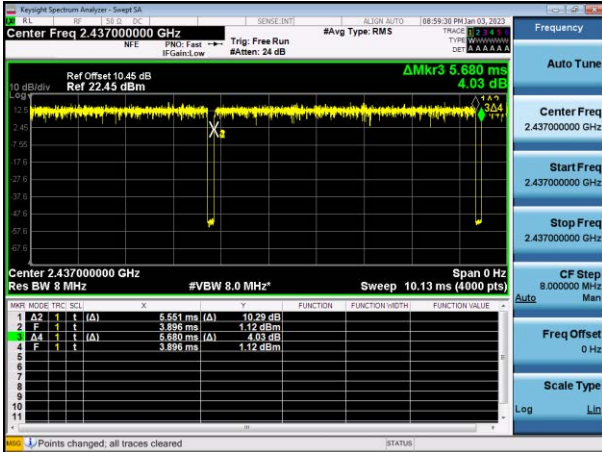 Keysight Spectrum Analyzer - Swept SA
RL RF 50 Ω DC SENSE:INT ALIGN AUTO 08:59:30 PM Jan 03, 2023
Center Freq 2.437000000 GHz #Avg Type: RMS TRACE 1 2 3 4 5 6
NFE PNO: Fast Trig: Free Run TYPE
IFGain:Low #Atten: 24 dB DET A A A A A A
Ref Offset 10.45 dB ΔMkr3 5.680 ms
10 dB/div Ref 22.45 dBm 4.03 dB
Log
12.5
2.45
-7.55
-17.6
-27.6
-37.6
-47.6
-57.6
-67.6
1Δ2
3Δ4
2
Center 2.437000000 GHz Span 0 Hz
Res BW 8 MHz #VBW 8.0 MHz* Sweep 10.13 ms (4000 pts)
MKR MODE TRC SCL X Y FUNCTION FUNCTION WIDTH FUNCTION VALUE
1 Δ2 1 t (Δ) 5.551 ms (Δ) 10.29 dB
2 F 1 t 3.896 ms 1.12 dBm
3 Δ4 1 t (Δ) 5.680 ms (Δ) 4.03 dB
4 F 1 t 3.896 ms 1.12 dBm
5
6
7
8
9
10
11
MSG Points changed; all traces cleared STATUS
Frequency
Auto Tune
Center Freq
2.437000000 GHz
Start Freq
2.437000000 GHz
Stop Freq
2.437000000 GHz
CF Step
8.000000 MHz
Auto Man
Freq Offset
0 Hz
Scale Type
Log Lin